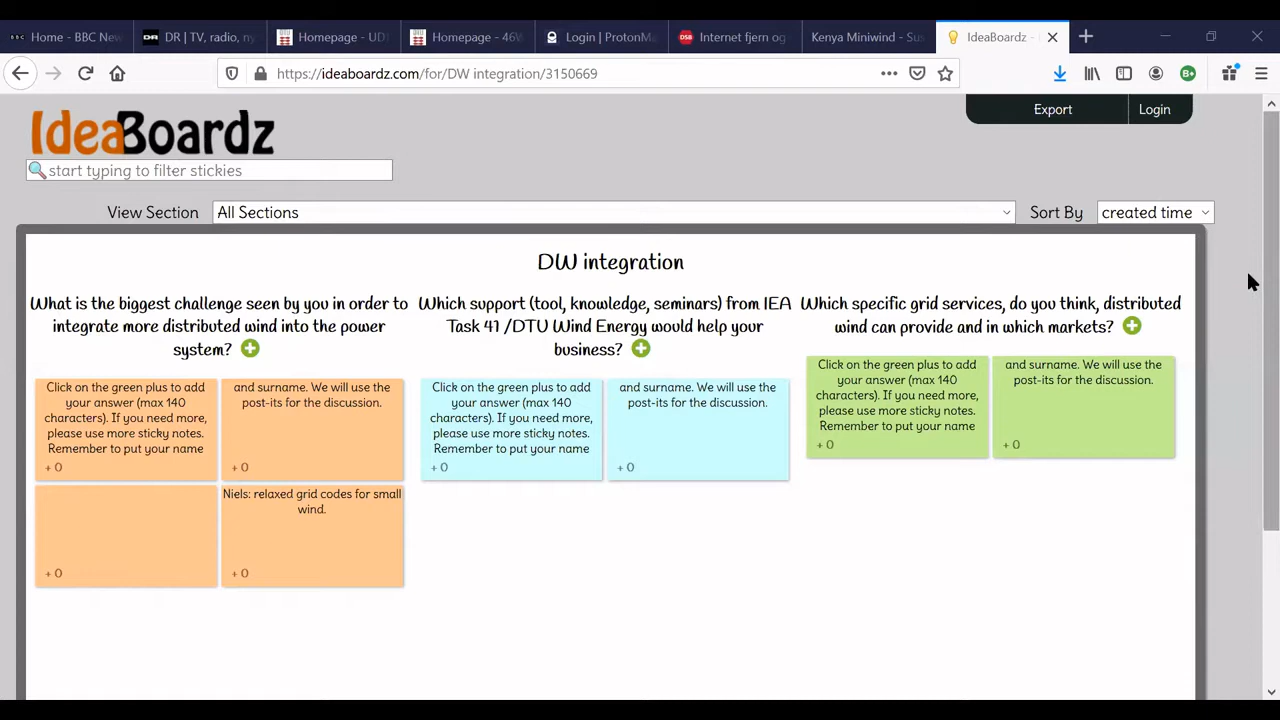 Home - BBC New
DR | TV, radio, ny
Homepage - UD
Homepage - 46
Login | ProtonMa
Internet fjern og
Kenya Miniwind - Sus
IdeaBoardz -
https://ideaboardz.com/for/DW integration/3150669
Export
Login
IdeaBoardz
start typing to filter stickies
View Section
All Sections
Sort By
created time
DW integration
What is the biggest challenge seen by you in order to
integrate more distributed wind into the power
system?
Click on the green plus to add
your answer (max 140
characters). If you need more,
please use more sticky notes.
Remember to put your name
+ 0
and surname. We will use the
post-its for the discussion.
+ 0
+ 0
Niels: relaxed grid codes for small
wind.
+ 0
Which support (tool, knowledge, seminars) from IEA
Task 41 /DTU Wind Energy would help your
business?
Click on the green plus to add
your answer (max 140
characters). If you need more,
please use more sticky notes.
Remember to put your name
+ 0
and surname. We will use the
post-its for the discussion.
+ 0
Which specific grid services, do you think, distributed
wind can provide and in which markets?
Click on the green plus to add
your answer (max 140
characters). If you need more,
please use more sticky notes.
Remember to put your name
+ 0
and surname. We will use the
post-its for the discussion.
+ 0